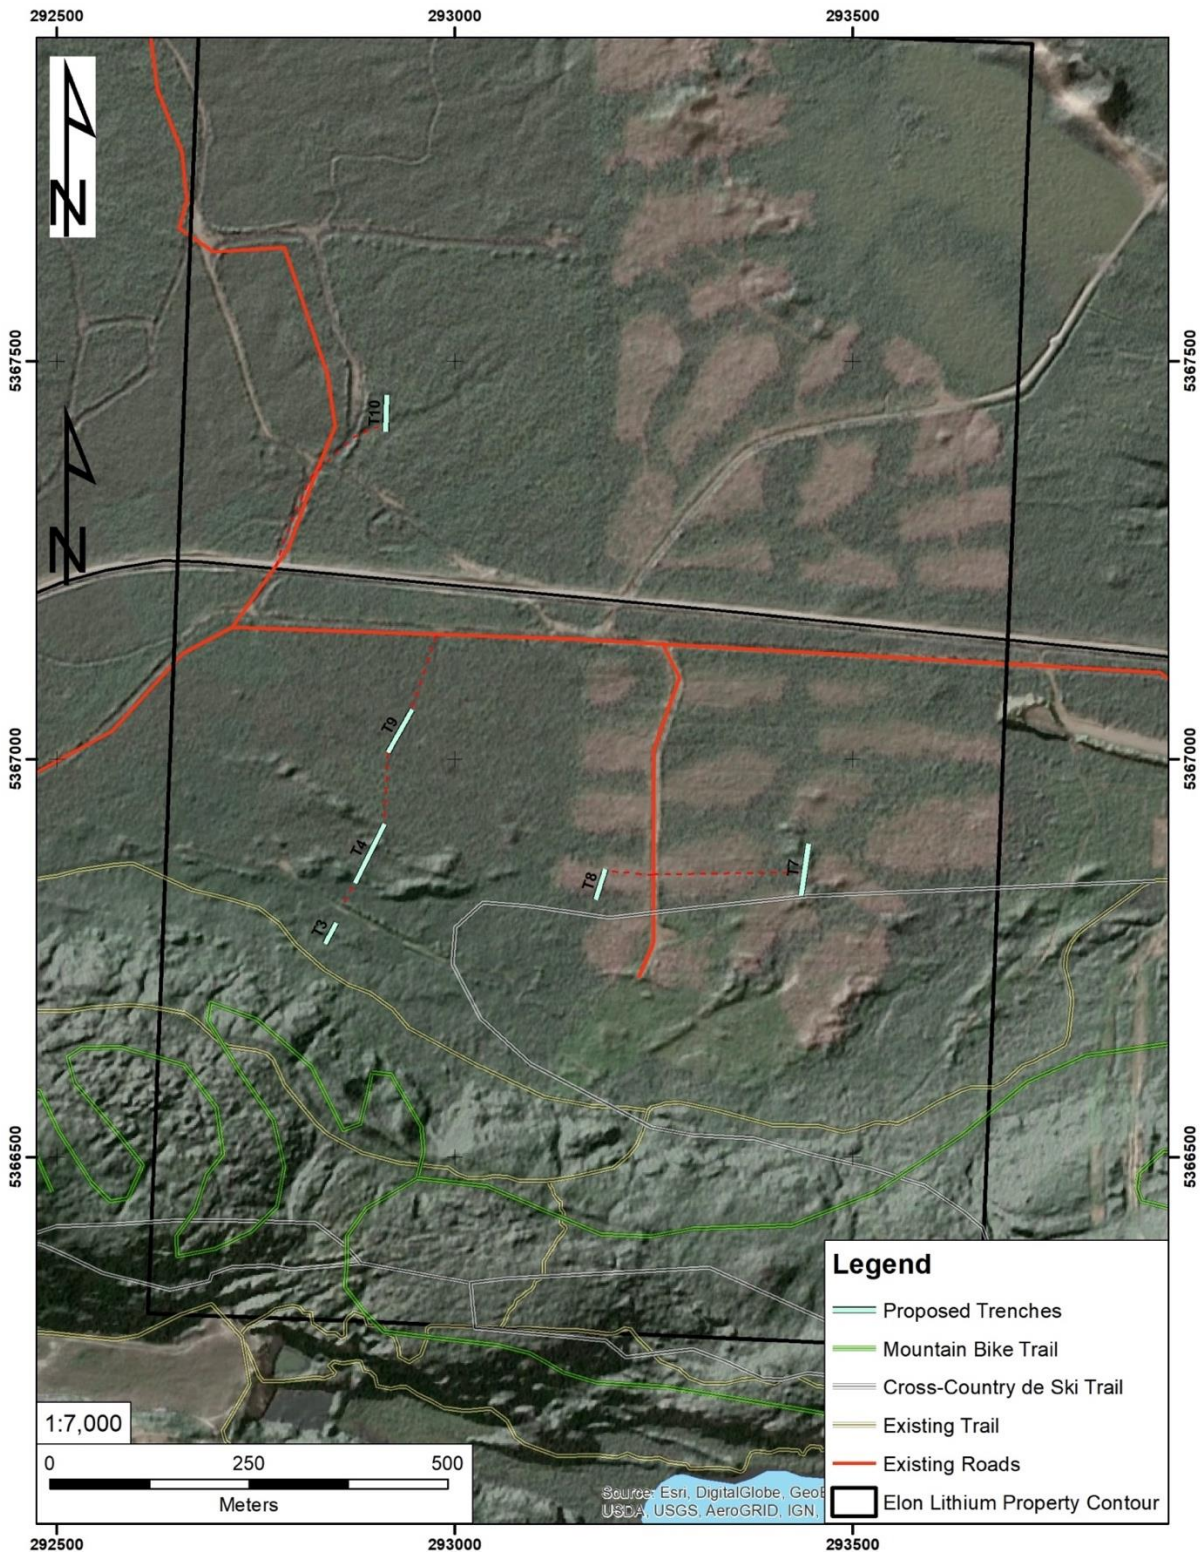 292500 293000 293500
N
T10
5367500 5367500
N
T9
5367000 5367000
T4
T8
T7
T3
5366500 5366500
Legend
Proposed Trenches
Mountain Bike Trail
Cross-Country de Ski Trail
Existing Trail
Existing Roads
Elon Lithium Property Contour
1:7,000
0 250 500
Meters
Source: Esri, DigitalGlobe, GeoE
USDA, USGS, AeroGRID, IGN,
292500 293000 293500